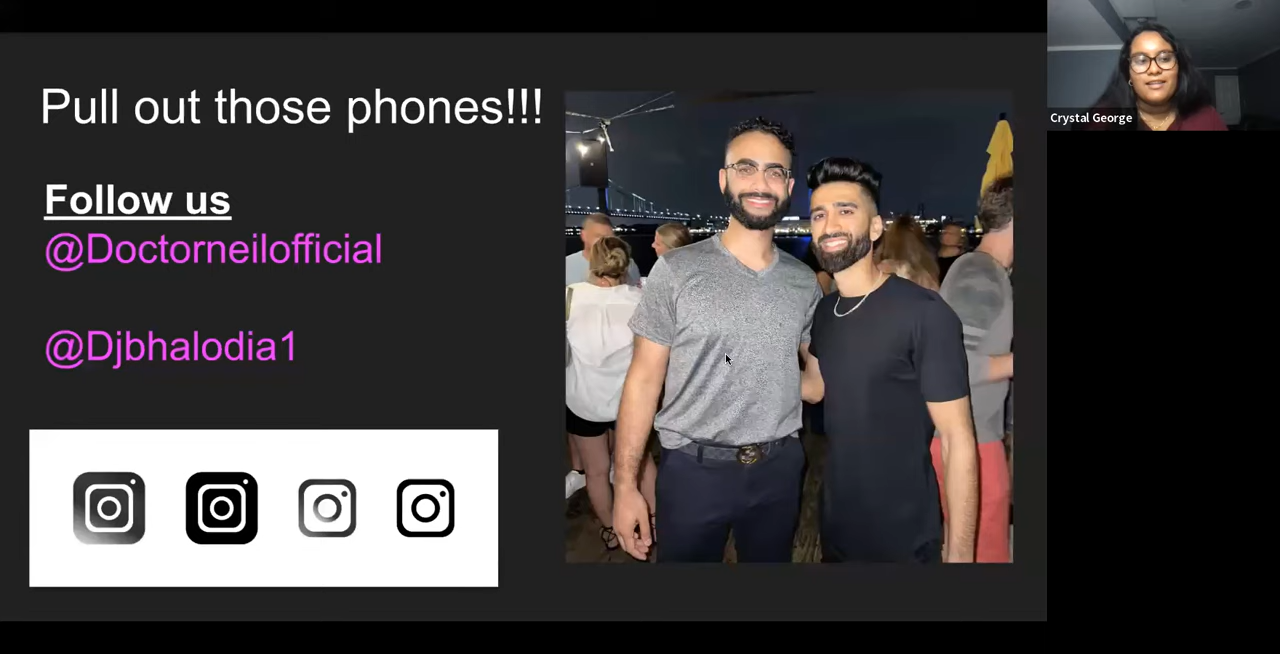 Pull out those phones!!!
Follow us
@Doctorneilofficial
@Djbhalodia1
Crystal George